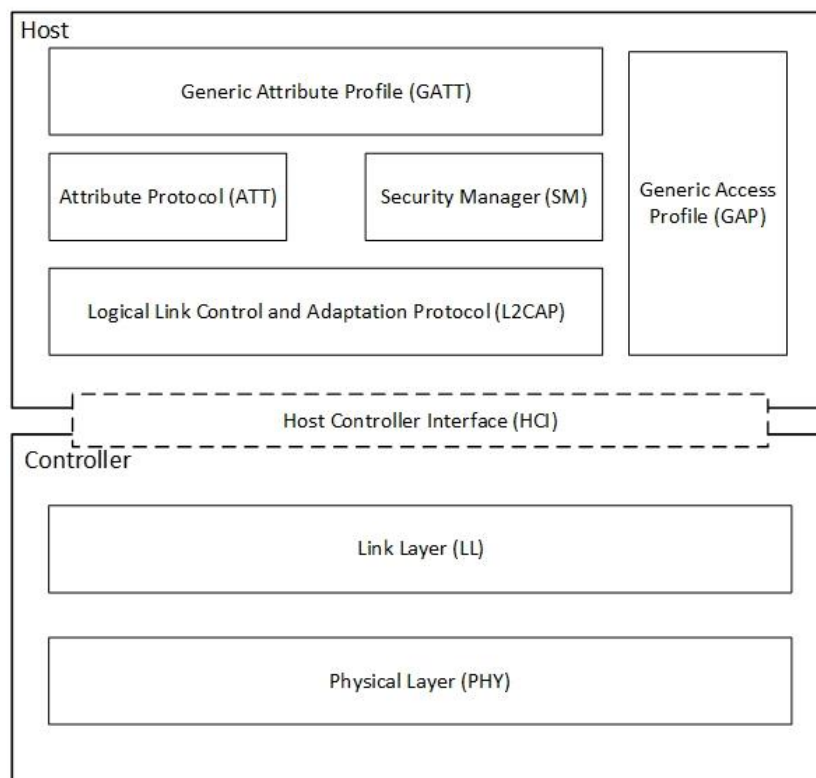 Host
Generic Attribute Profile (GATT)
Attribute Protocol (ATT)
Security Manager (SM)
Generic Access
Profile (GAP)
Logical Link Control and Adaptation Protocol (L2CAP)
Host Controller Interface (HCI)
Controller
Link Layer (LL)
Physical Layer (PHY)